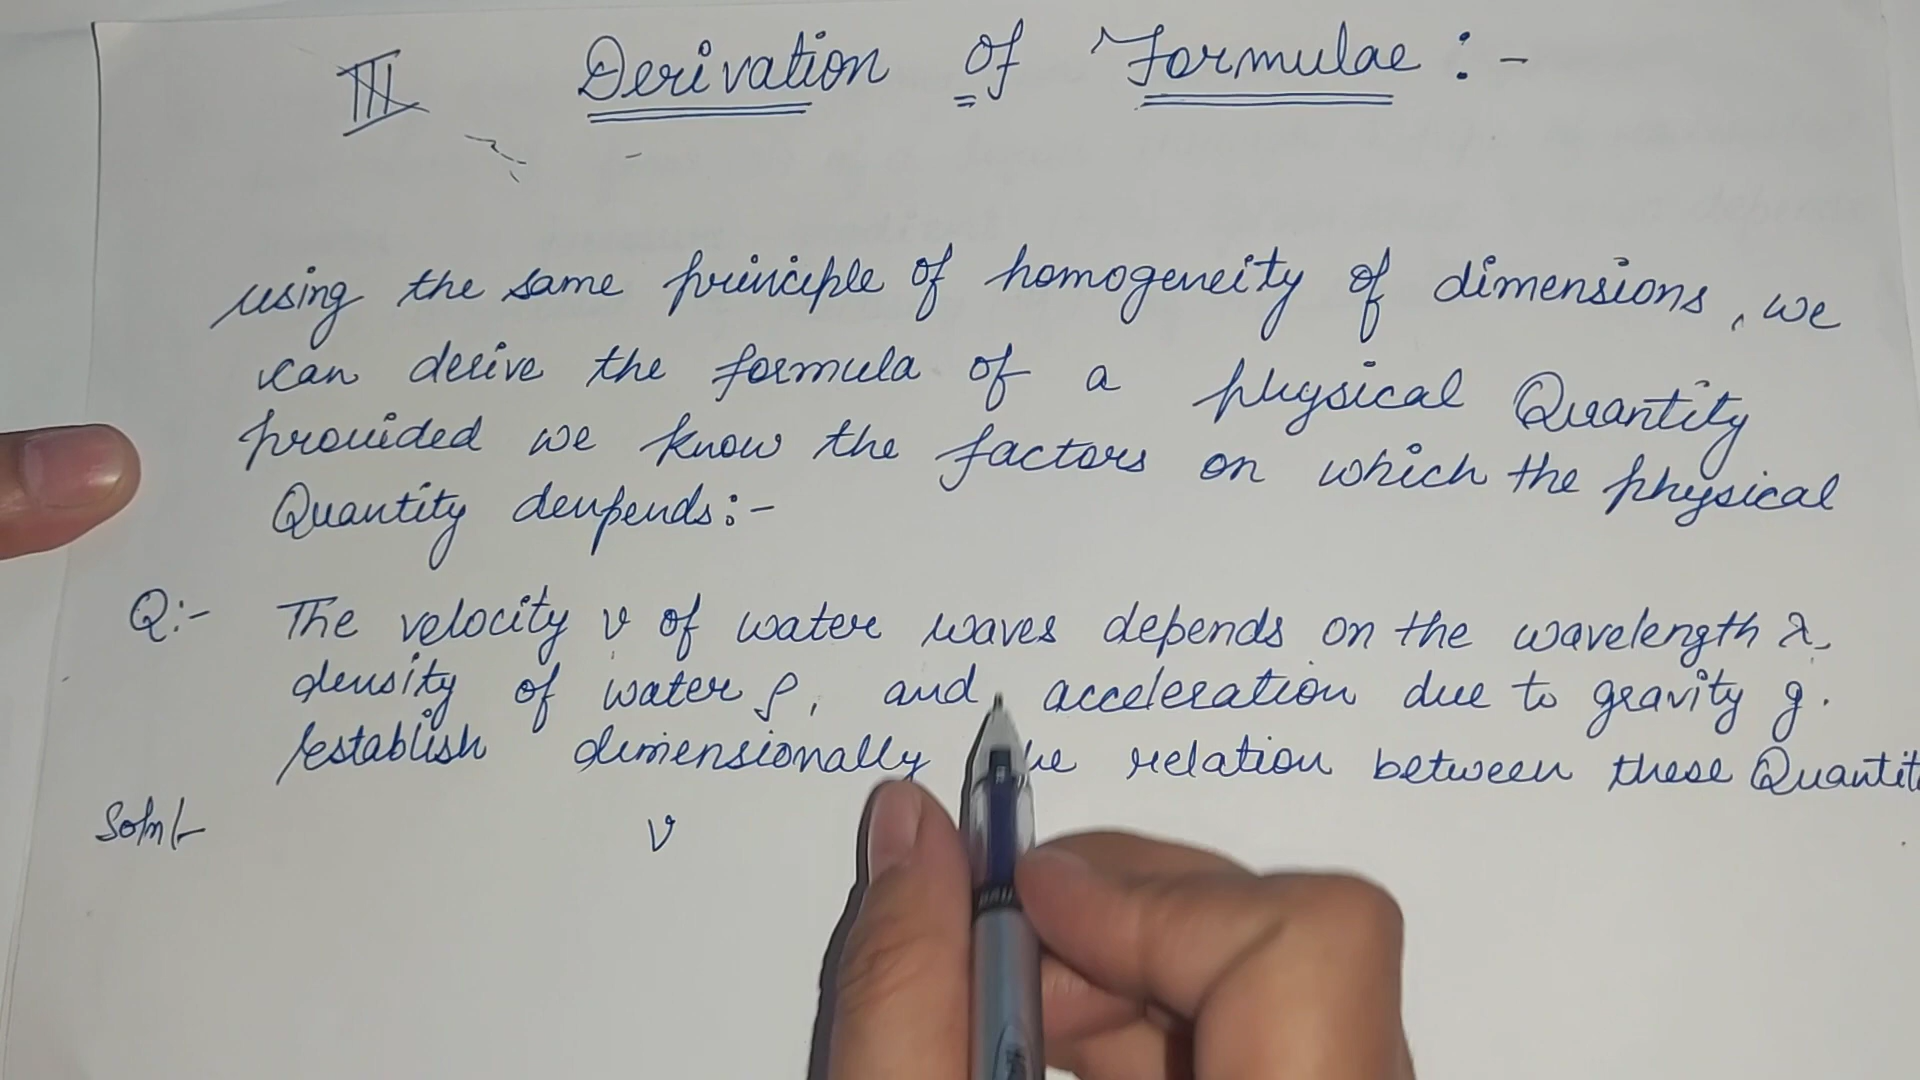 III Derivation of Formulae :-
using the same principle of homogeneity of dimensions, we
can derive the formula of a physical Quantity
provided we know the factors on which the physical
Quantity denpends:-
Q:- The velocity v of water waves depends on the wavelength λ,
density of water ρ, and acceleration due to gravity g.
establish dimensionally the relation between these
Soln:- v